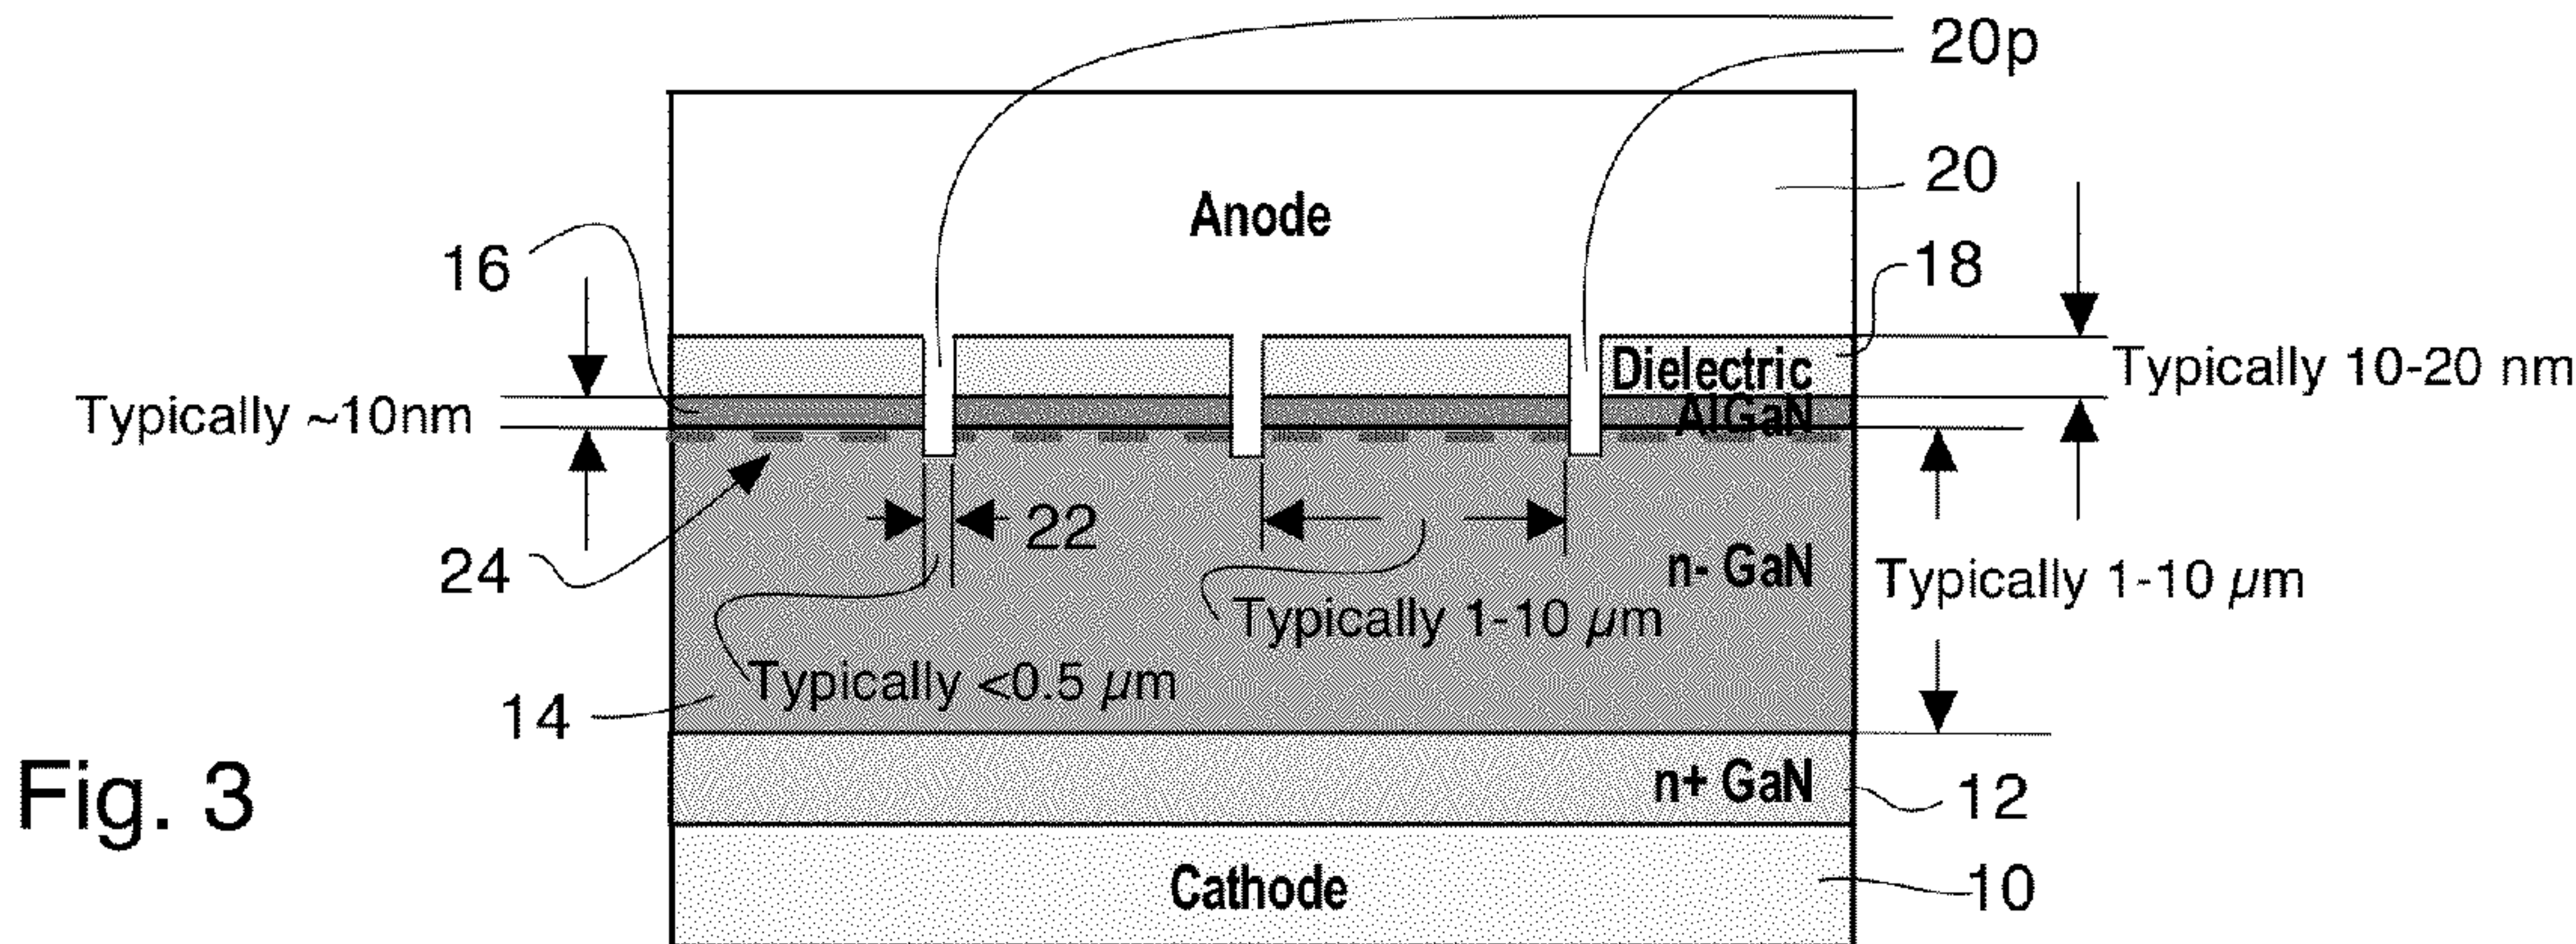 20p
20
Anode
16
18
Dielectric
Typically 10-20 nm
Typically ~10nm
AlGaN
22
24
n- GaN
Typically 1-10 µm
Typically 1-10 µm
Typically <0.5 µm
14
n+ GaN
12
Fig. 3
Cathode
10